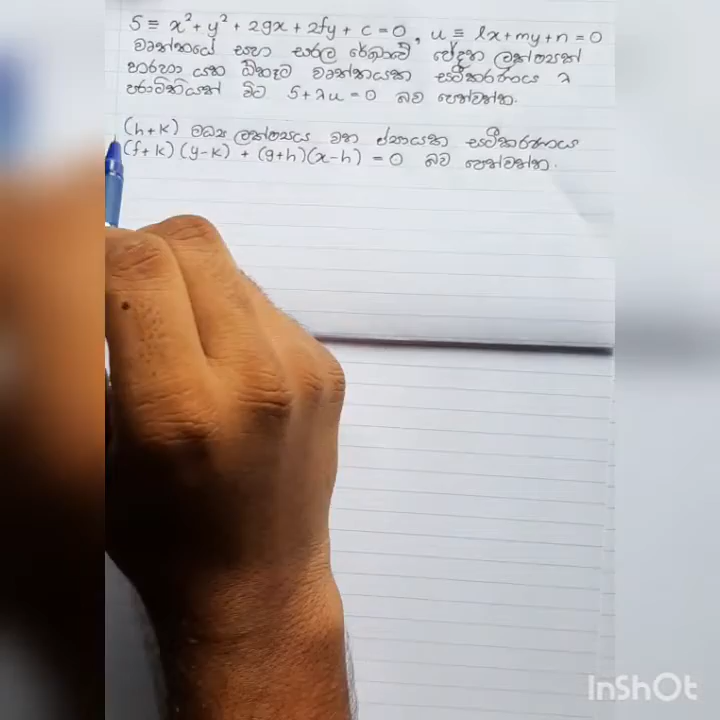 S ≡ x² + y² + 2gx + 2fy + c = 0, u ≡ lx + my + n = 0
වෘත්තයේ සහා සරල රේඛාවේ ඡේදන ලක්ෂ්‍යයන්
හරහා යන ඕනෑම වෘත්තයක සමීකරණය λ
පරාමිතියක් විට S + λu = 0 බව පෙන්වන්න.
(h + k) මධ්‍ය ලක්ෂ්‍යය වන ජ්‍යායක සමීකරණය
(f + k) (y - k) + (g + h) (x - h) = 0 බව පෙන්වන්න.
InShOt